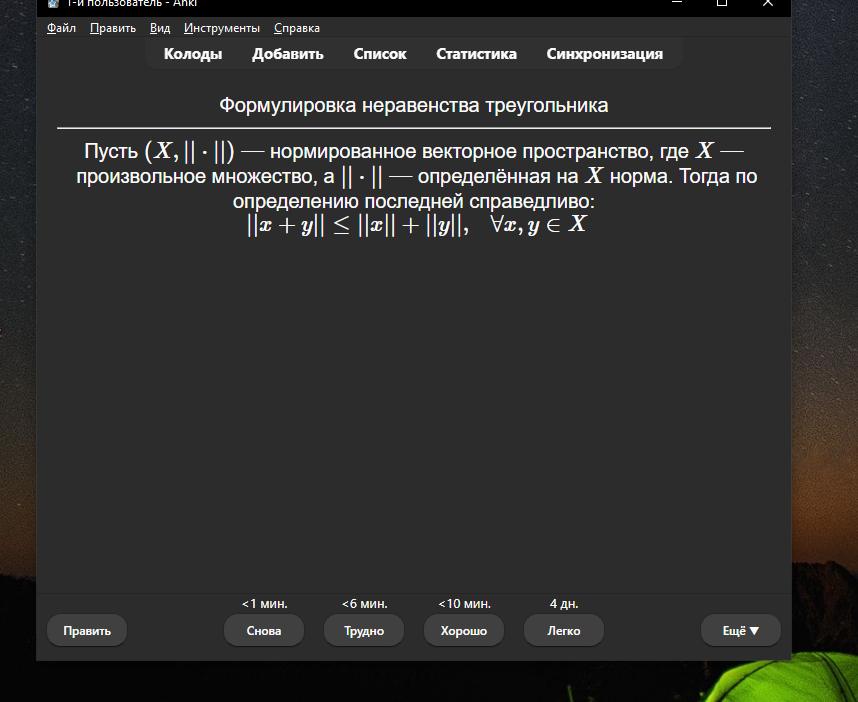 1-й пользователь - Anki
Файл Править Вид Инструменты Справка
Колоды Добавить Список Статистика Синхронизация
Формулировка неравенства треугольника
Пусть (X, || · ||) — нормированное векторное пространство, где X —
произвольное множество, а || · || — определённая на X норма. Тогда по
определению последней справедливо:
||x + y|| ≤ ||x|| + ||y||, ∀x, y ∈ X
<1 мин. <6 мин. <10 мин. 4 дн.
Править Снова Трудно Хорошо Легко Ещё ▼